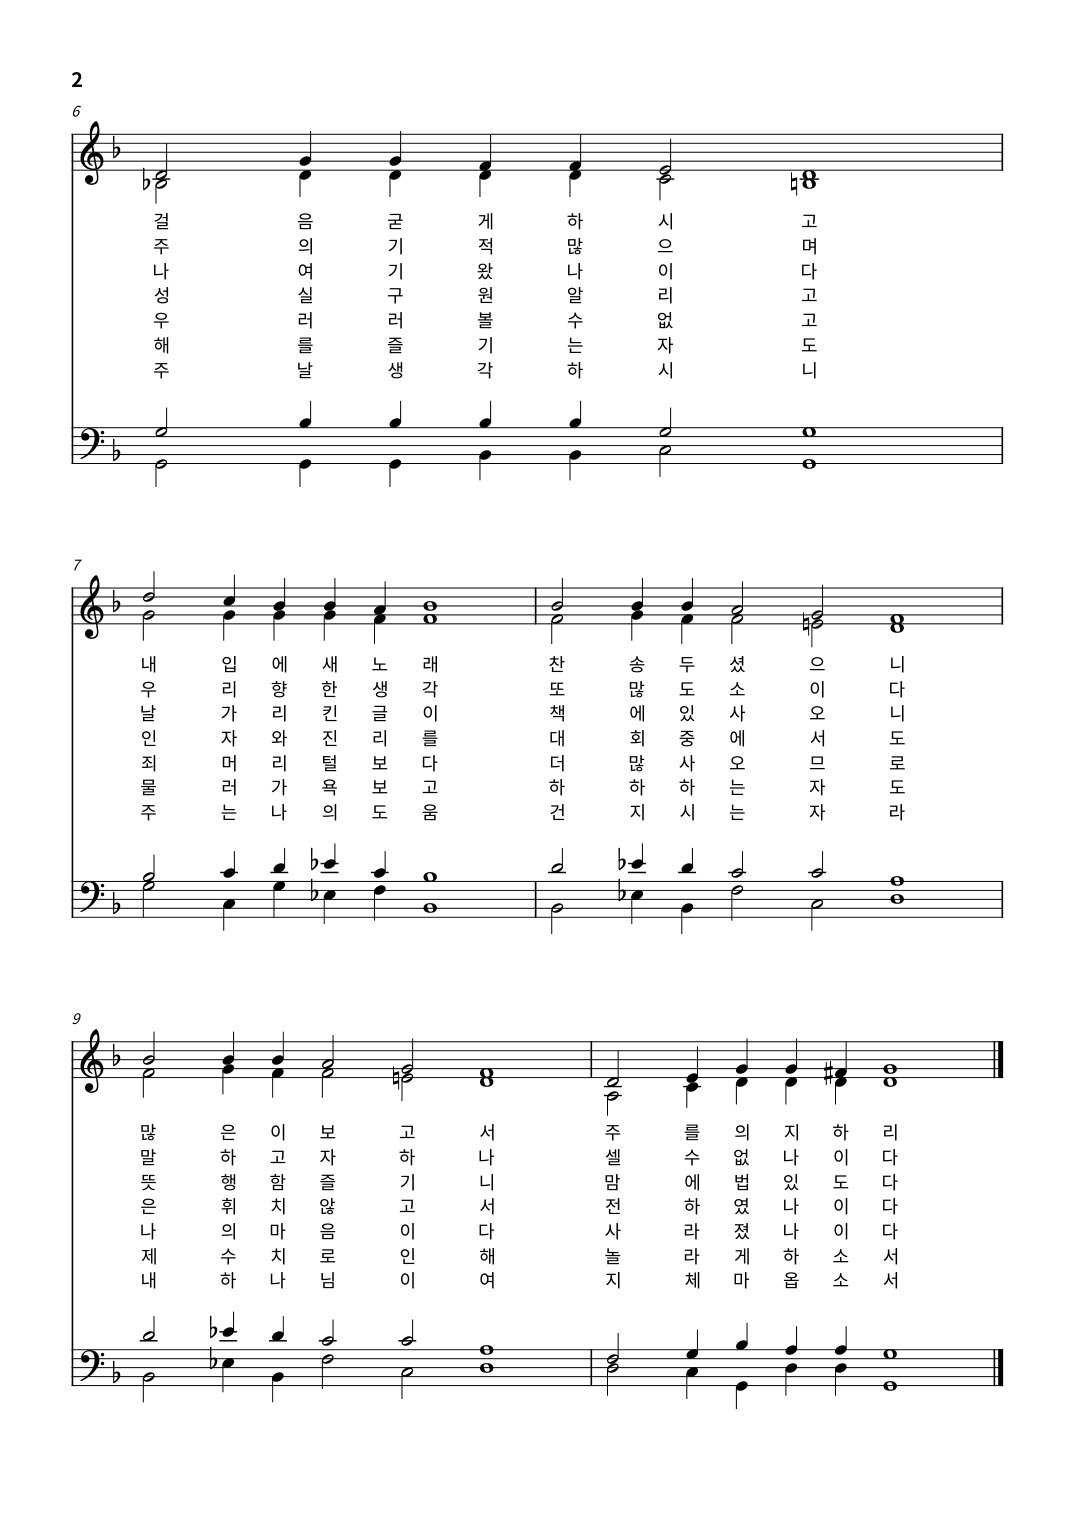 2
6
걸 음 굳 게 하 시 고
주 의 기 적 많 으 며
나 여 기 왔 나 이 다
성 실 구 원 알 리 고
우 러 러 볼 수 없 고
해 를 즐 기 는 자 도
주 날 생 각 하 시 니
7
내 입 에 새 노 래 찬 송 두 셨 으 니
우 리 향 한 생 각 또 많 도 소 이 다
날 가 리 킨 글 이 책 에 있 사 오 니
인 자 와 진 리 를 대 회 중 에 서 도
죄 머 리 털 보 다 더 많 사 오 므 로
물 러 가 욕 보 고 하 하 하 는 자 도
주 는 나 의 도 움 건 지 시 는 자 라
9
많 은 이 보 고 서 주 를 의 지 하 리
말 하 고 자 하 나 셀 수 없 나 이 다
뜻 행 함 즐 기 니 맘 에 법 있 도 다
은 휘 치 않 고 서 전 하 였 나 이 다
나 의 마 음 이 다 사 라 졌 나 이 다
제 수 치 로 인 해 놀 라 게 하 소 서
내 하 나 님 이 여 지 체 마 옵 소 서